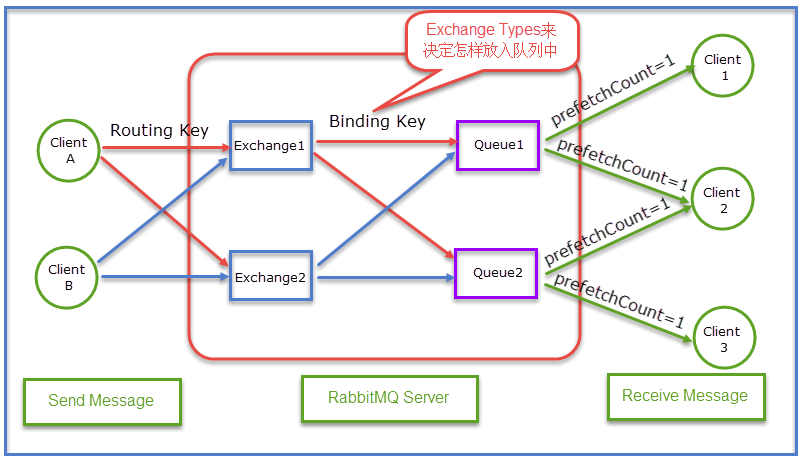 Exchange Types来
决定怎样放入队列中
Client
1
prefetchCount=1
Routing Key
Binding Key
Client
A
Exchange1
Queue1
prefetchCount=1
Client
2
prefetchCount=1
Client
B
Exchange2
Queue2
prefetchCount=1
Client
3
Send Message
RabbitMQ Server
Receive Message